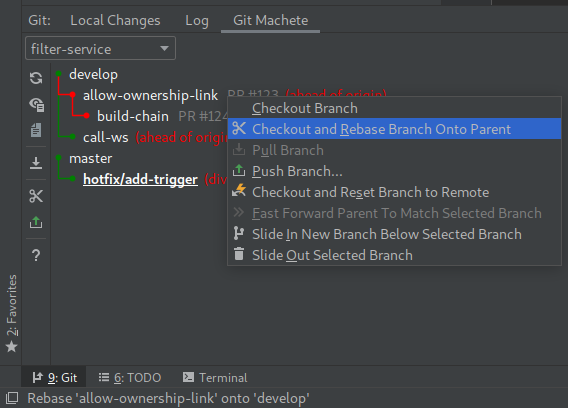 Git: Local Changes Log Git Machete
filter-service
develop
allow-ownership-link PR #123 (ahead of origin)
build-chain PR #124
call-ws (ahead of origi
master
hotfix/add-trigger (div
Checkout Branch
Checkout and Rebase Branch Onto Parent
Pull Branch
Push Branch...
Checkout and Reset Branch to Remote
Fast Forward Parent To Match Selected Branch
Slide In New Branch Below Selected Branch
Slide Out Selected Branch
2: Favorites
9: Git 6: TODO Terminal
Rebase 'allow-ownership-link' onto 'develop'